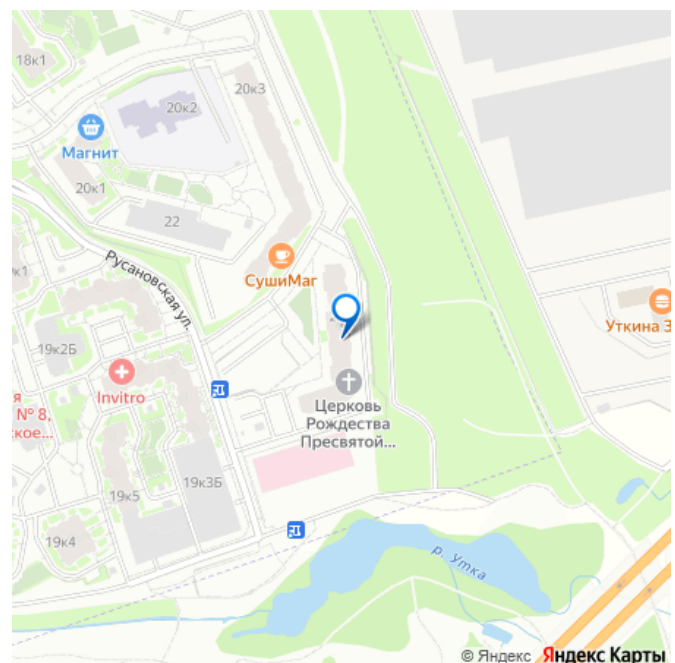 18к1
20к3
20к2
Магнит
20к1
22
Русановская ул.
СушиМаг
к1
19к2Б
Уткина З
Invitro
я
№ 8,
кое...
Церковь
Рождества
Пресвятой...
19к5
19к3Б
19к4
р. Утка
© Яндекс Яндекс Карты